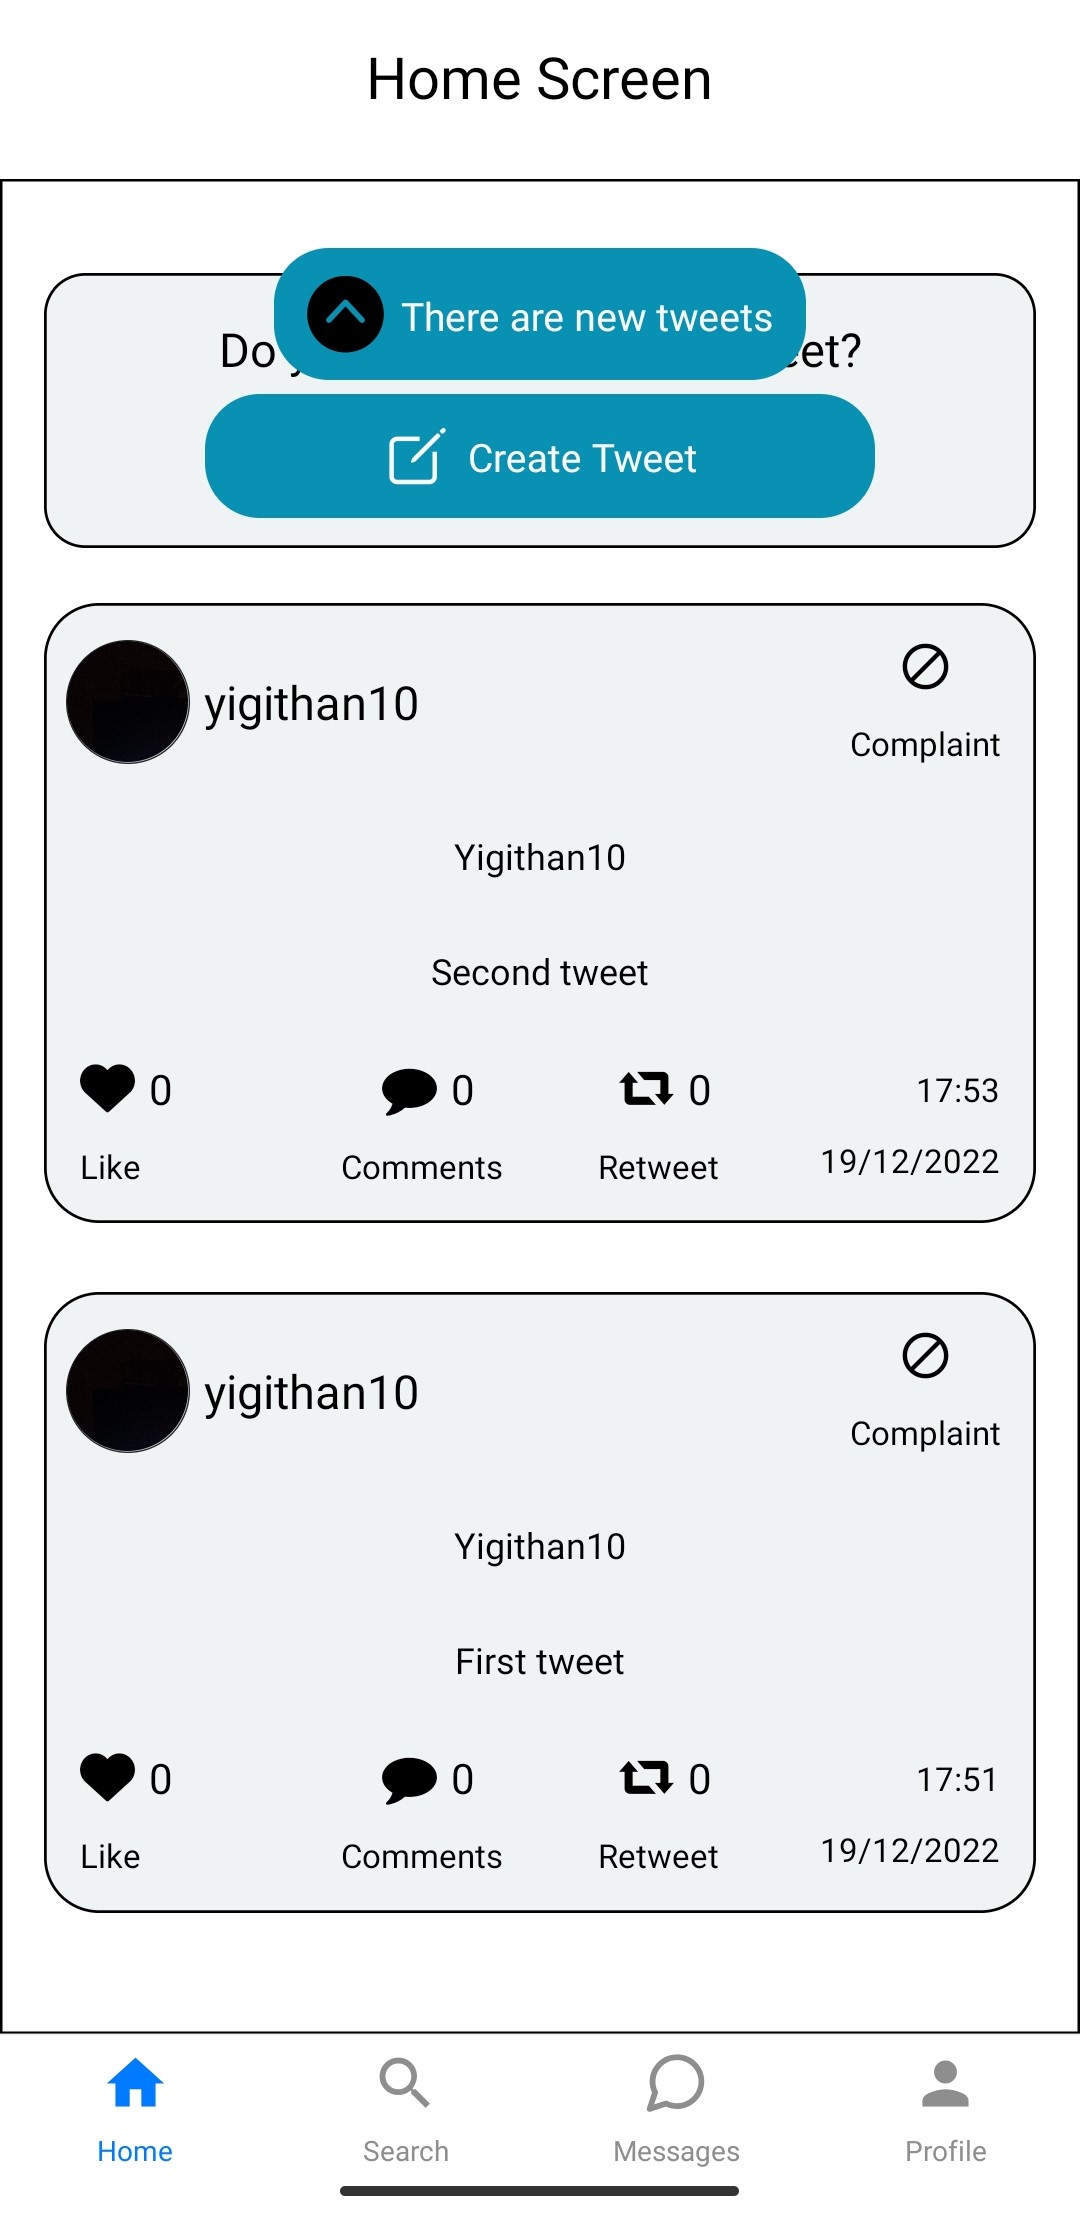 Home Screen
There are new tweets
Do eet?
Create Tweet
yigithan10
Complaint
Yigithan10
Second tweet
0 0 0 17:53
Like Comments Retweet 19/12/2022
yigithan10
Complaint
Yigithan10
First tweet
0 0 0 17:51
Like Comments Retweet 19/12/2022
Home Search Messages Profile